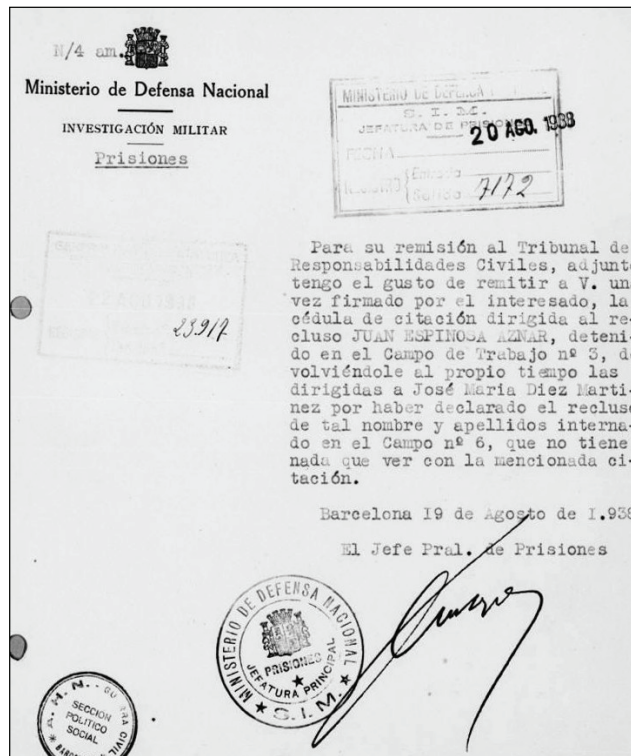 N/4 am.
Ministerio de Defensa Nacional
INVESTIGACIÓN MILITAR
Prisiones
MINISTERIO DE DEFENSA
S. I. M.
JEFATURA DE PRISION
20 AGO. 1938
FECHA
REGISTRO Entrada
Salida 7172
23917
Para su remisión al Tribunal de
Responsabilidades Civiles, adjunto
tengo el gusto de remitir a V. una
vez firmado por el interesado, la
cédula de citación dirigida al re-
cluso JUAN ESPINOSA AZNAR, deteni-
do en el Campo de Trabajo nº 3, de
volviéndole al propio tiempo las
dirigidas a José Maria Diez Marti-
nez por haber declarado el recluso
de tal nombre y apellidos interna-
do en el Campo nº 6, que no tiene
nada que ver con la mencionada ci-
tación.
Barcelona I9 de Agosto de I.938
El Jefe Pral. de Prisiones
MINISTERIO DE DEFENSA NACIONAL
PRISIONES
JEFATURA PRINCIPAL
S. I. M.
A. H. N.
SECCION
POLITICO
SOCIAL